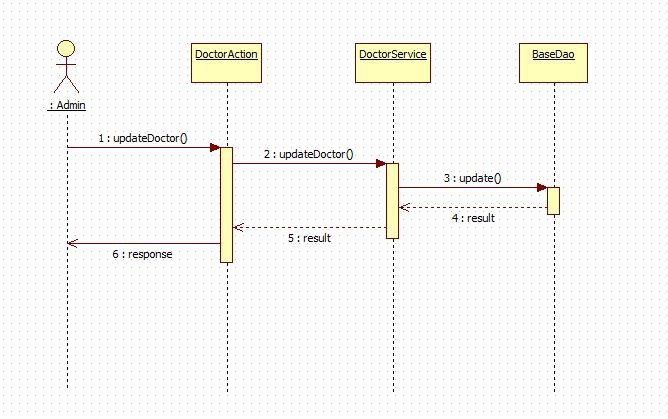 DoctorAction
DoctorService
BaseDao
: Admin
1 : updateDoctor()
2 : updateDoctor()
3 : update()
4 : result
5 : result
6 : response